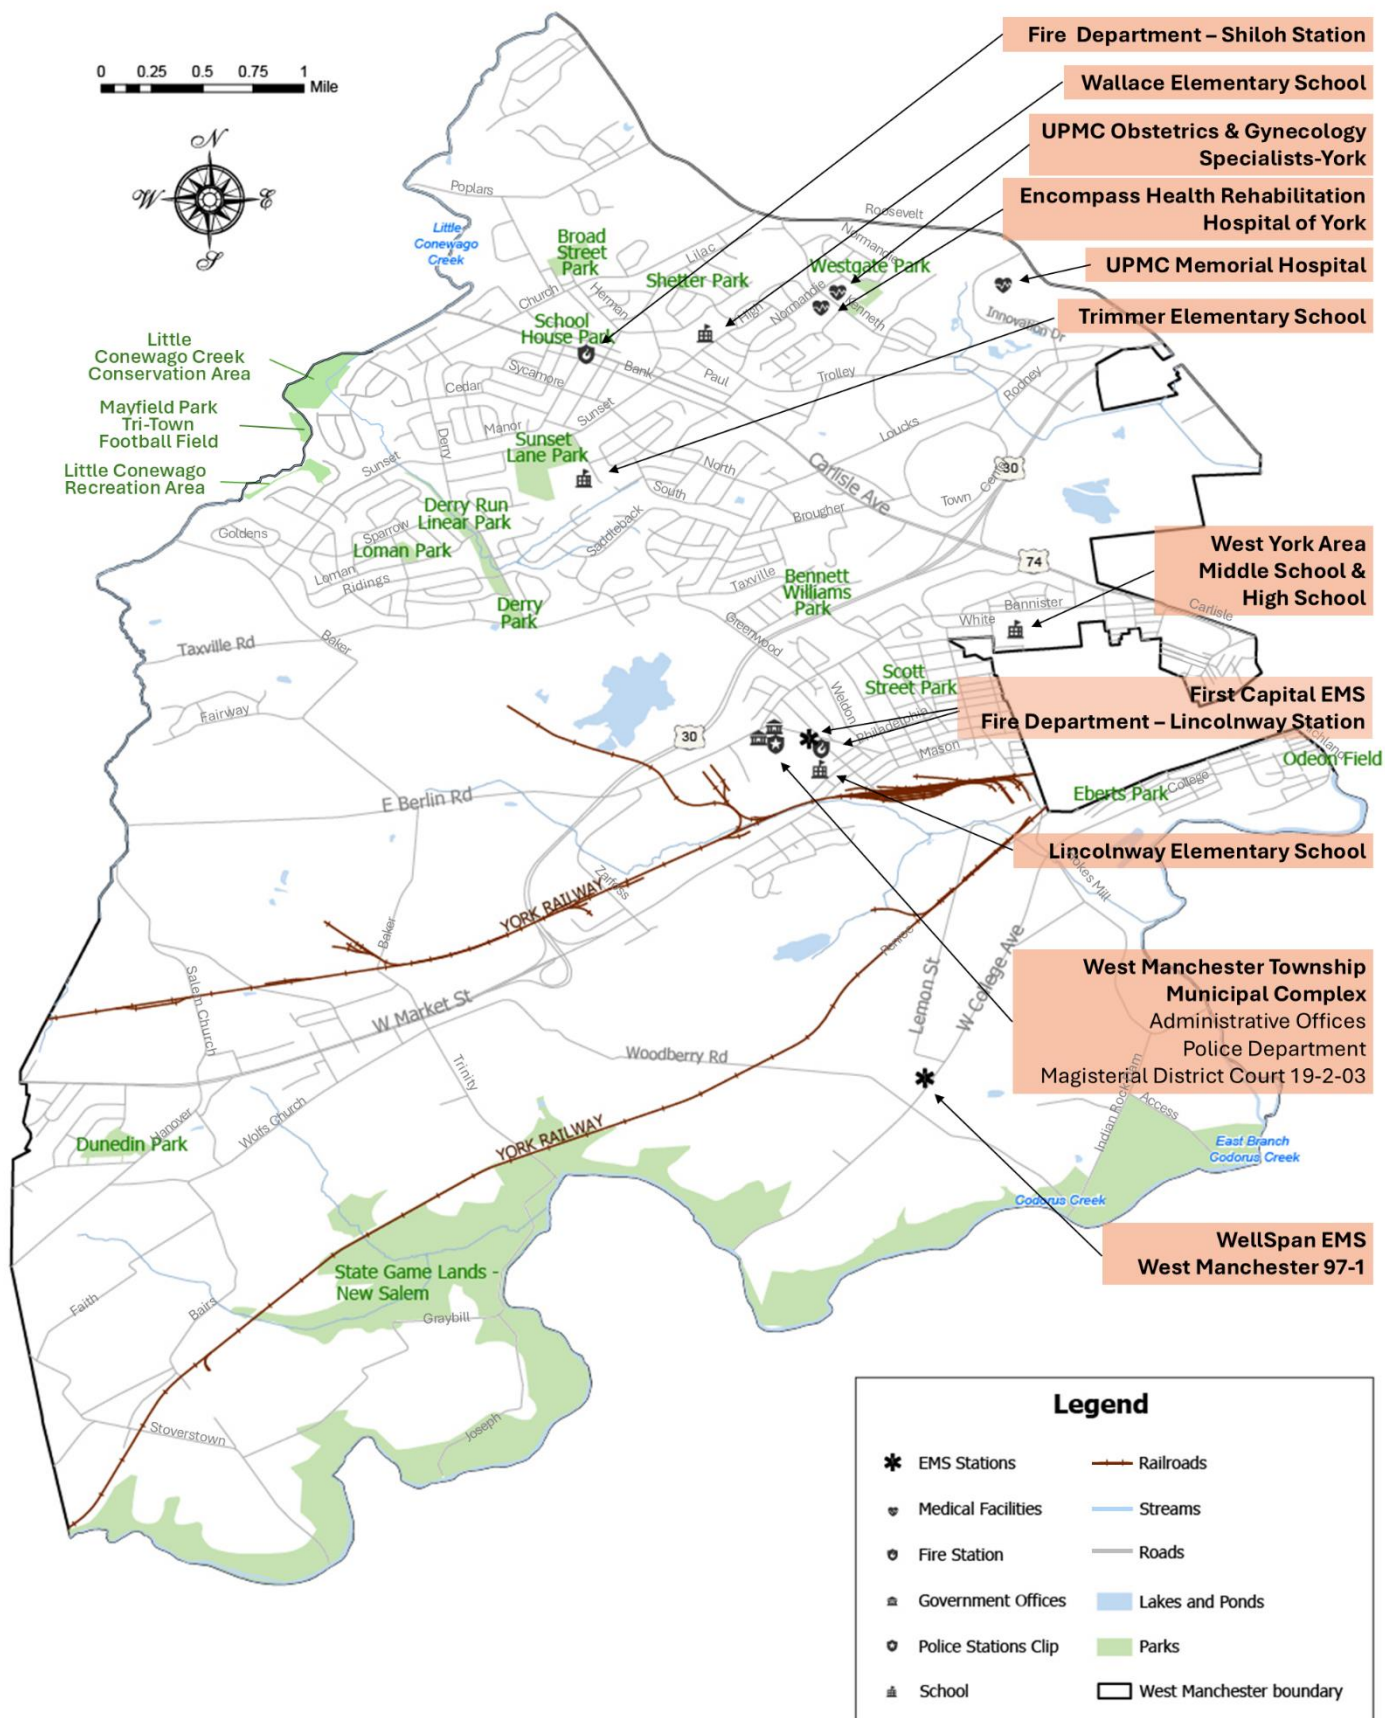 Fire Department – Shiloh Station
Wallace Elementary School
UPMC Obstetrics & Gynecology
Specialists-York
Encompass Health Rehabilitation
Hospital of York
UPMC Memorial Hospital
Trimmer Elementary School
0 0.25 0.5 0.75 1
Mile
N
W E
S
Poplars
Roosevelt
Little
Conewago
Creek
Broad
Street
Park
Lilac
Normandie
Shelter Park
Westgate Park
Church
Herman
High
Normandie
Kenneth
Innovation Dr
School
House Park
Little
Conewago Creek
Conservation Area
Sycamore
Bank
Paul
Trolley
Rodney
Cedar
Mayfield Park
Tri-Town
Football Field
Sunset
Manor
Derry
Loucks
Sunset
Lane Park
Little Conewago
Recreation Area
Sunset
North
Carlisle Ave
30
South
Town
Derry Run
Linear Park
Brougher
Goldens
Sparrow
Saddleback
Loman Park
West York Area
Middle School &
High School
74
Loman
Ridings
Taxville
Bennett
Williams
Park
Derry
Park
Bannister
White
Carlisle
Greenwood
Taxville Rd
Baker
Scott
Street Park
Weldon
First Capital EMS
Fire Department – Lincolnway Station
Fairway
Philadelphia
30
Mason
Odeon Field
E Berlin Rd
Eberts Park
College
Lincolnway Elementary School
Zarfoss
YORK RAILWAY
Baker
Salem Church
Lemon St
W College Ave
West Manchester Township
Municipal Complex
Administrative Offices
Police Department
Magisterial District Court 19-2-03
W Market St
Woodberry Rd
Trinity
Indian Rock Dam
Access
Hanover
Wolfs Church
Dunedin Park
YORK RAILWAY
East Branch
Codorus Creek
Codorus Creek
WellSpan EMS
West Manchester 97-1
State Game Lands -
New Salem
Faith
Bairs
Graybill
Stoverstown
Joseph
Legend
EMS Stations
Railroads
Medical Facilities
Streams
Fire Station
Roads
Government Offices
Lakes and Ponds
Police Stations Clip
Parks
School
West Manchester boundary